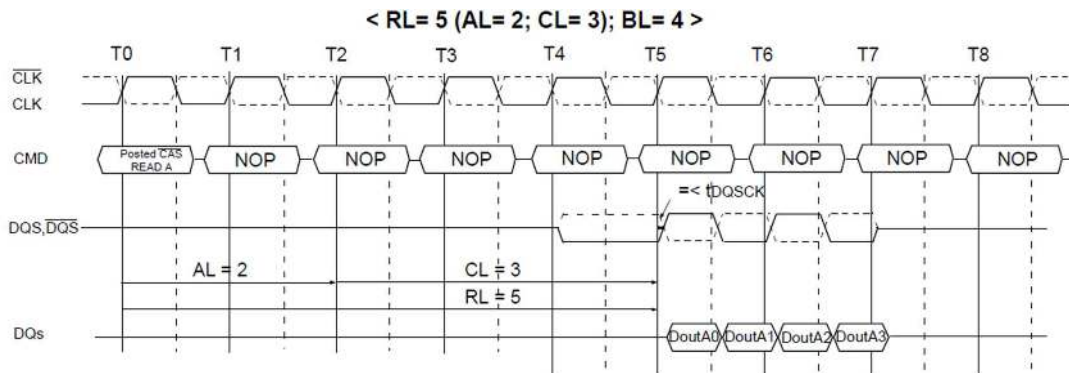 < RL= 5 (AL= 2; CL= 3); BL= 4 >
T0 T1 T2 T3 T4 T5 T6 T7 T8
CLK
CLK
CMD Posted CAS READ A NOP NOP NOP NOP NOP NOP NOP NOP
=< tDQSCK
DQS,DQS
AL = 2 CL = 3
RL = 5
DQs DoutA0 DoutA1 DoutA2 DoutA3